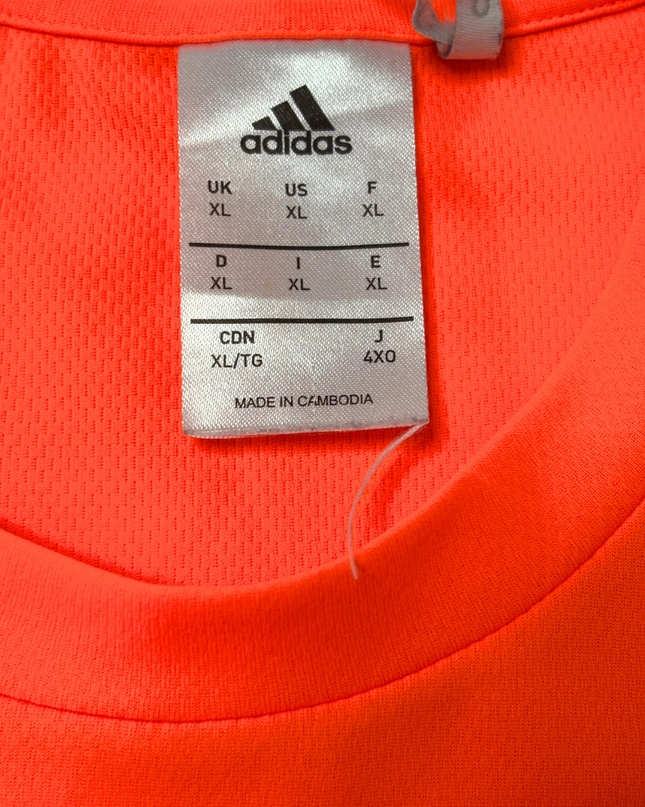 adidas
UK US F
XL XL XL
D I E
XL XL XL
CDN J
XL/TG 4XO
MADE IN CAMBODIA